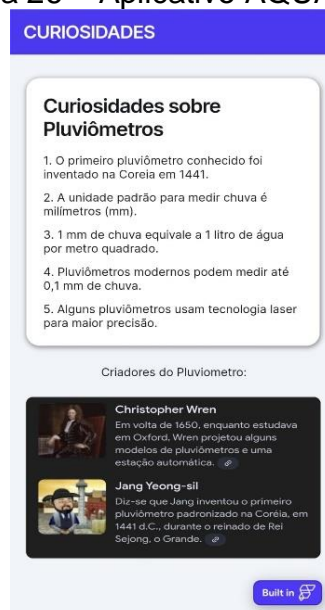 CURIOSIDADES
Curiosidades sobre
Pluviômetros
1. O primeiro pluviômetro conhecido foi
inventado na Coreia em 1441.
2. A unidade padrão para medir chuva é
milímetros (mm).
3. 1 mm de chuva equivale a 1 litro de água
por metro quadrado.
4. Pluviômetros modernos podem medir até
0,1 mm de chuva.
5. Alguns pluviômetros usam tecnologia laser
para maior precisão.
Criadores do Pluviometro:
Christopher Wren
Em volta de 1650, enquanto estudava
em Oxford, Wren projetou alguns
modelos de pluviômetros e uma
estação automática.
Jang Yeong-sil
Diz-se que Jang inventou o primeiro
pluviômetro padronizado na Coréia, em
1441 d.C., durante o reinado de Rei
Sejong, o Grande.
Built in